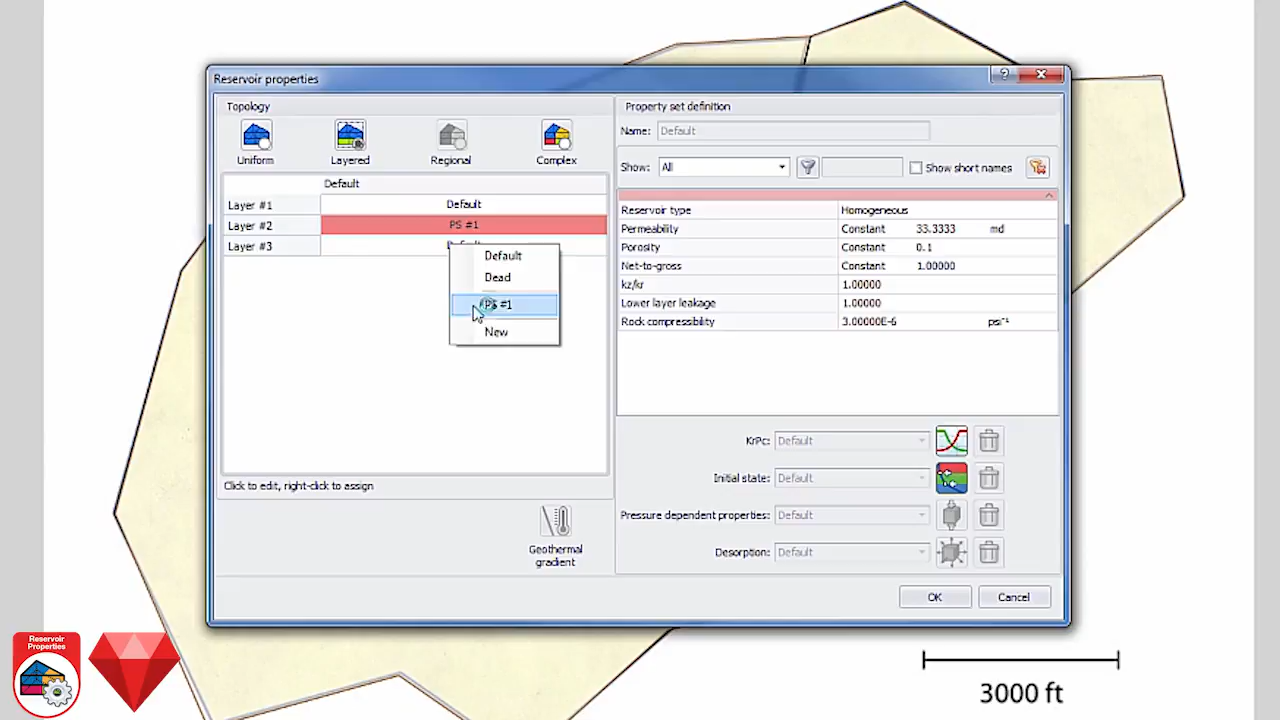 Reservoir properties
Topology
Uniform
Layered
Regional
Complex
Default
Layer #1 Default
Layer #2 PS #1
Layer #3 Default
Default
Dead
PS #1
New
Click to edit, right-click to assign
Geothermal
gradient
Property set definition
Name: Default
Show: All Show short names
Reservoir type Homogeneous
Permeability Constant 33.3333 md
Porosity Constant 0.1
Net-to-gross Constant 1.00000
kz/kr 1.00000
Lower layer leakage 1.00000
Rock compressibility 3.00000E-6 psi⁻¹
KrPc: Default
Initial state: Default
Pressure dependent properties: Default
Desorption: Default
OK Cancel
Reservoir
Properties
3000 ft